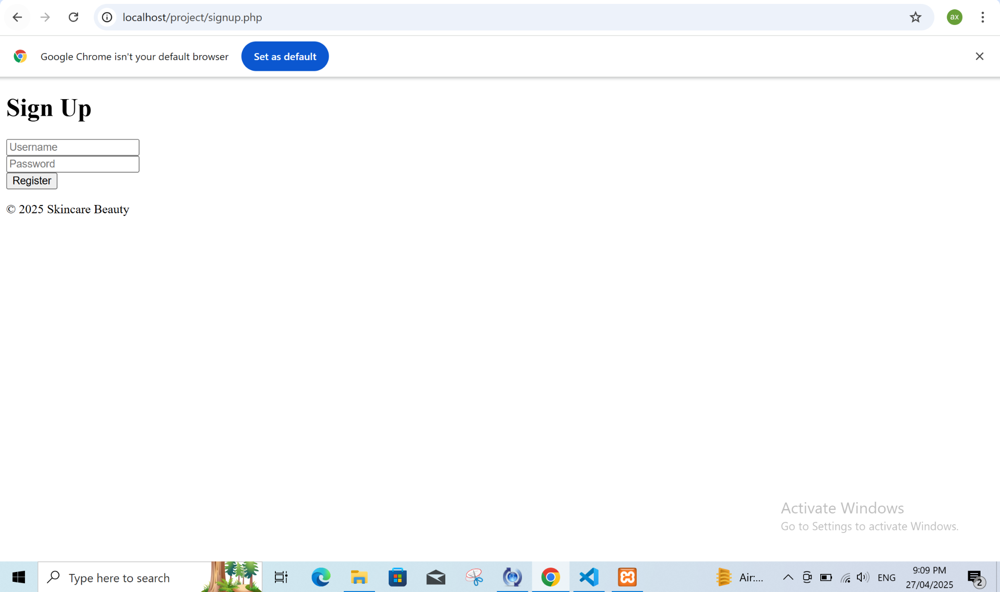 localhost/project/signup.php
ax
Google Chrome isn't your default browser
Set as default
Sign Up
Username
Password
Register
© 2025 Skincare Beauty
Activate Windows
Go to Settings to activate Windows.
Type here to search
Air:...
ENG
9:09 PM
27/04/2025
2